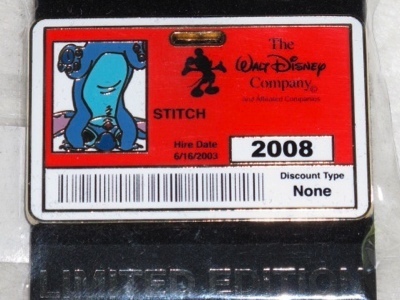 The
WALT DISNEY
Company©
and Affiliated Companies
STITCH
Hire Date
6/16/2003
2008
Discount Type
None
LIMITED EDITION